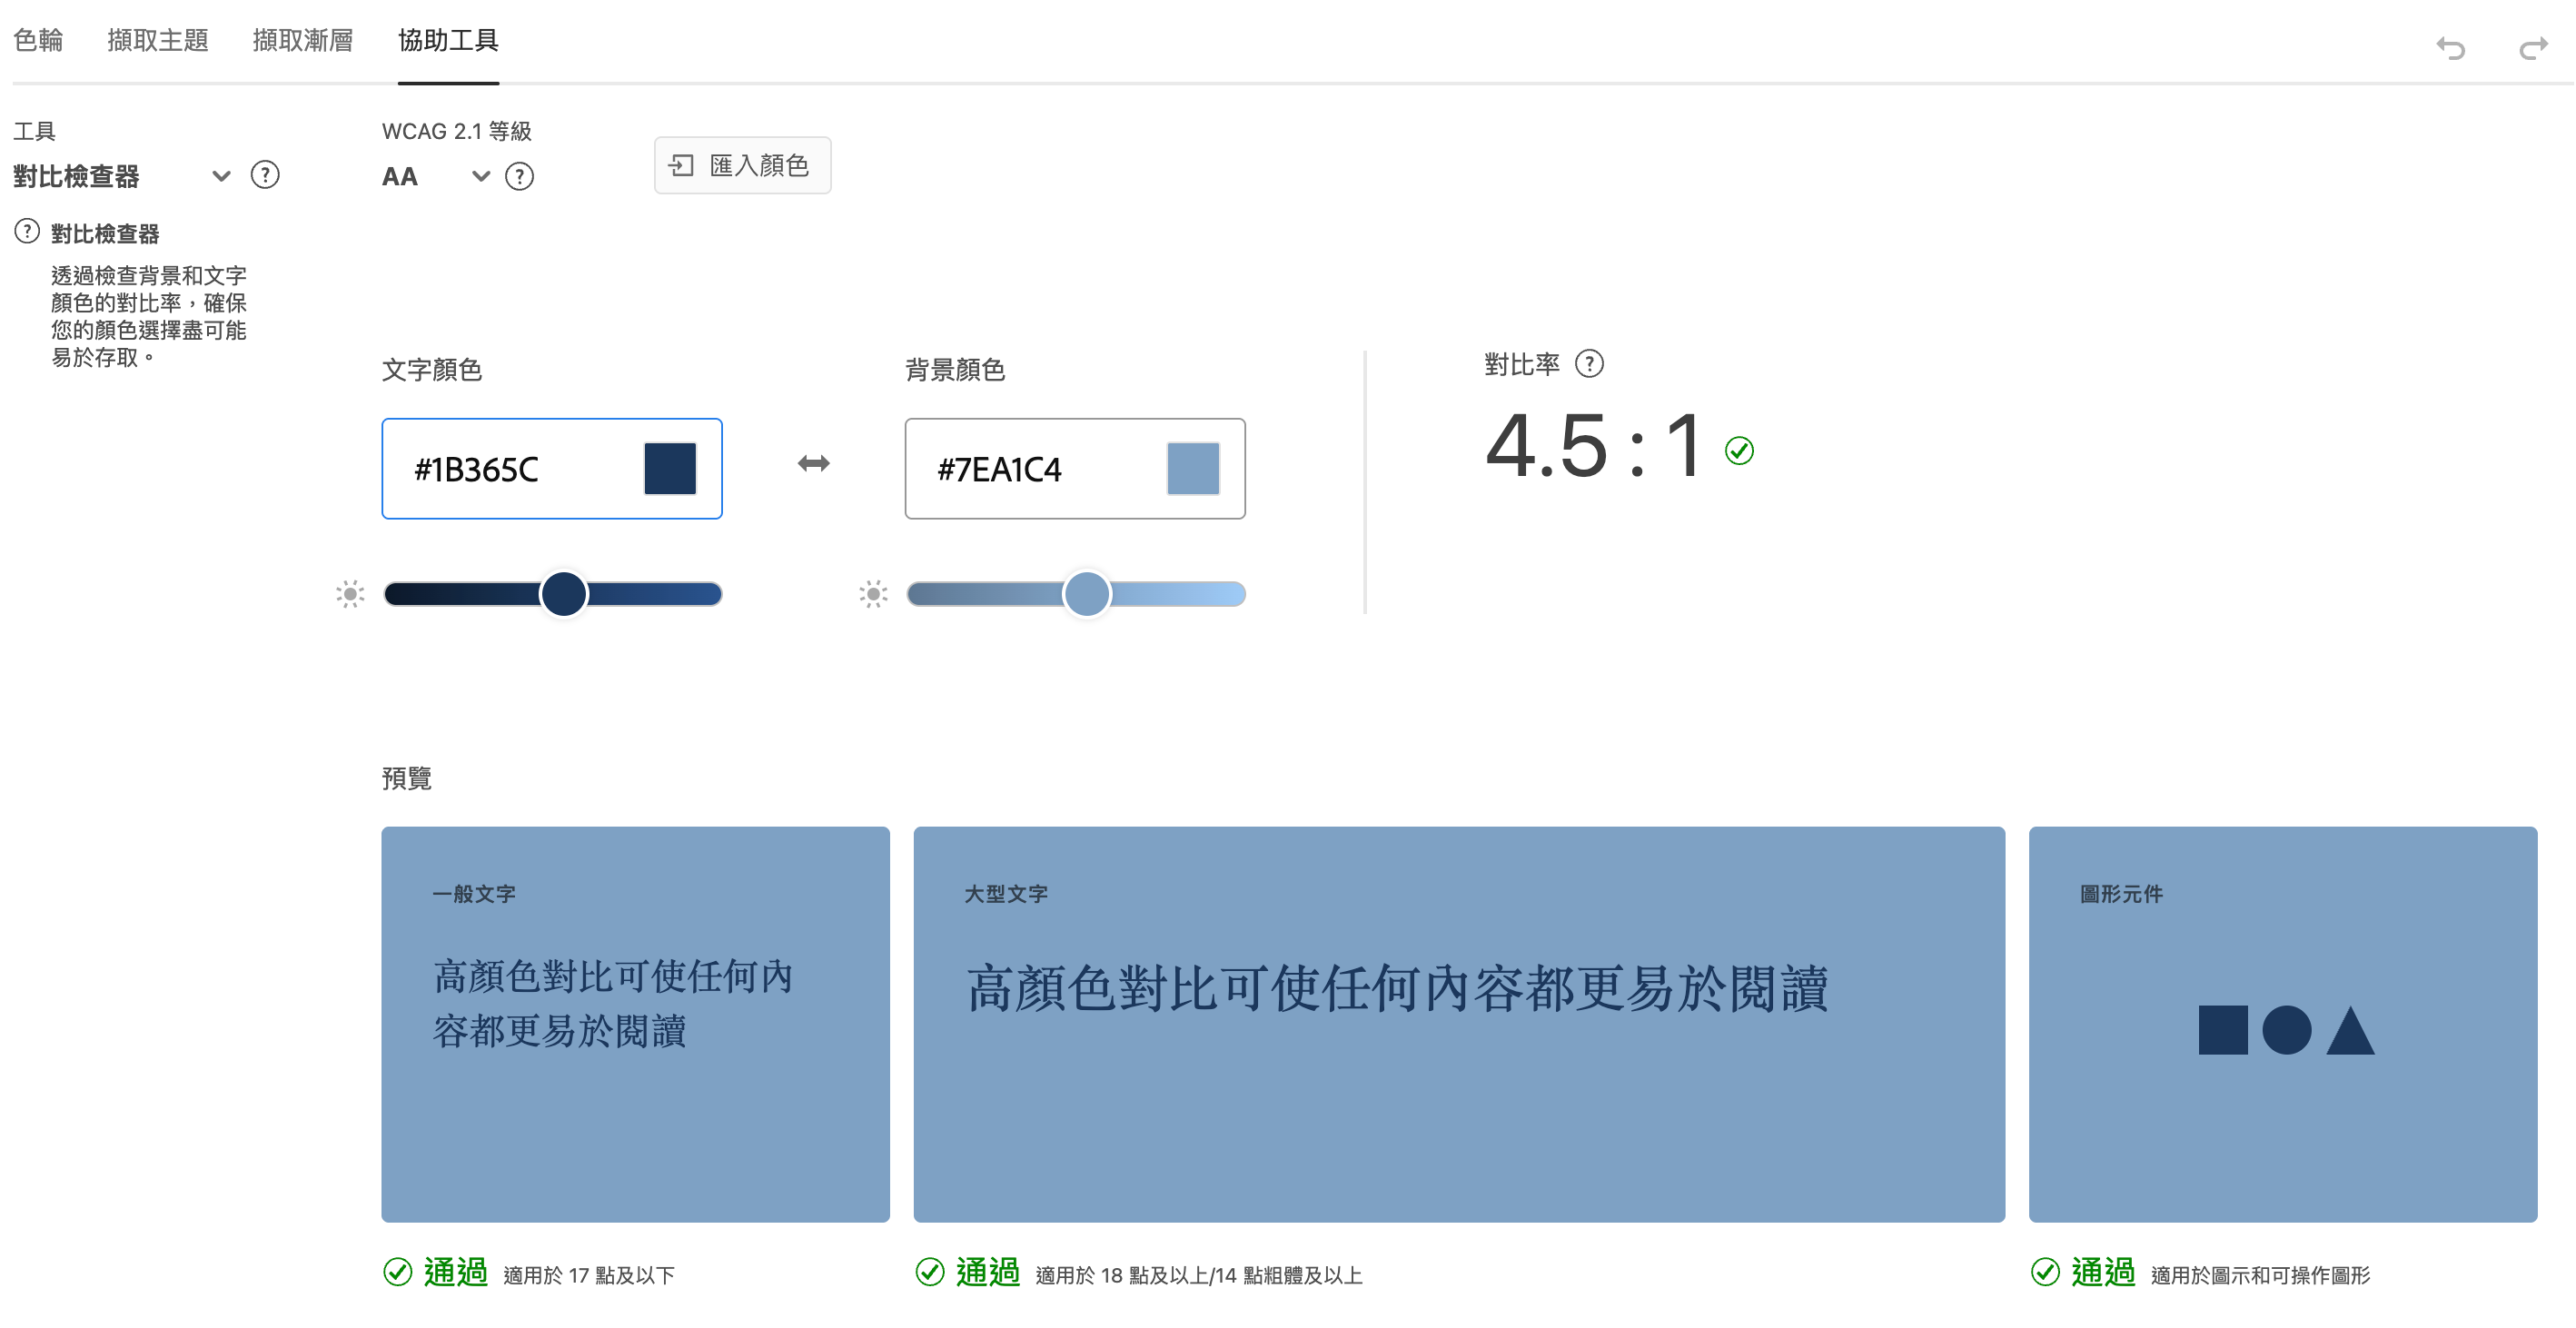 色輪
擷取主題
擷取漸層
協助工具
工具
對比檢查器
WCAG 2.1 等級
AA
匯入顏色
對比檢查器
透過檢查背景和文字
顏色的對比率，確保
您的顏色選擇盡可能
易於存取。
文字顏色
#1B365C
背景顏色
#7EA1C4
對比率
4.5 : 1
預覽
一般文字
高顏色對比可使任何內
容都更易於閱讀
大型文字
高顏色對比可使任何內容都更易於閱讀
圖形元件
通過 適用於 17 點及以下
通過 適用於 18 點及以上/14 點粗體及以上
通過 適用於圖示和可操作圖形